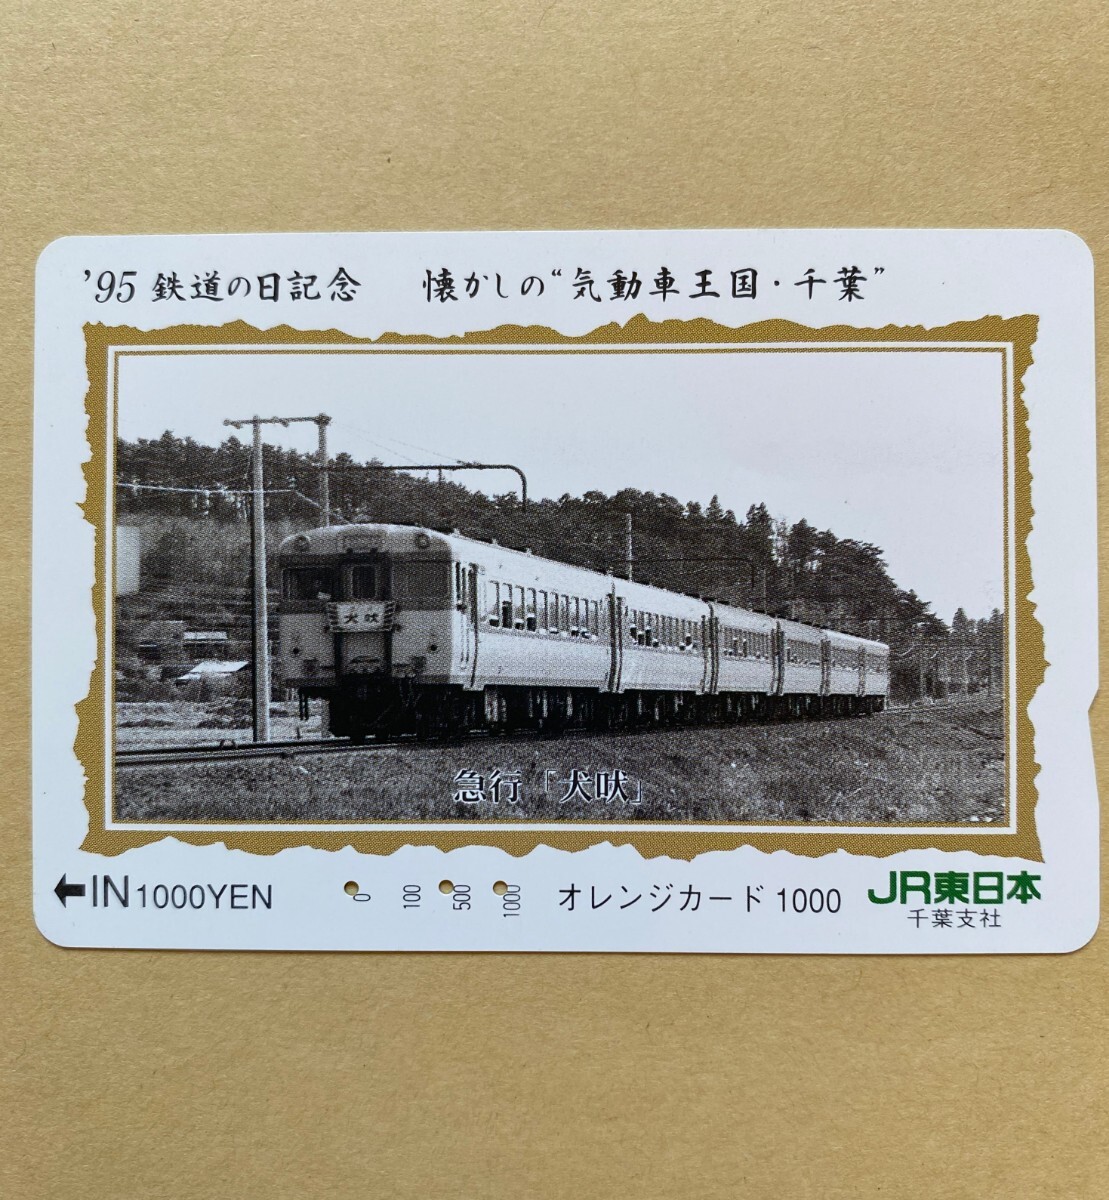 ’95 鉄道の日記念　懐かしの“気動車王国・千葉”
犬吠
急行「犬吠」
←IN 1000YEN 0 100 500 1000 オレンジカード 1000 JR東日本
千葉支社